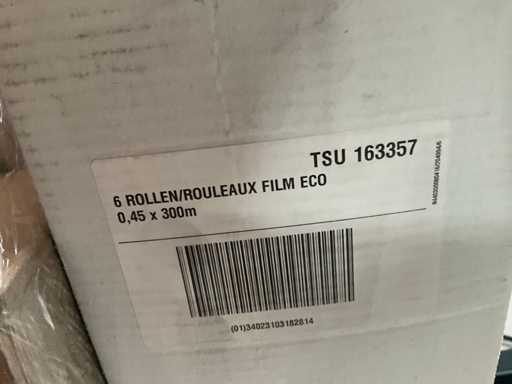 TSU 163357
6 ROLLEN/ROULEAUX FILM ECO
0,45 x 300m
(01)34023103182814